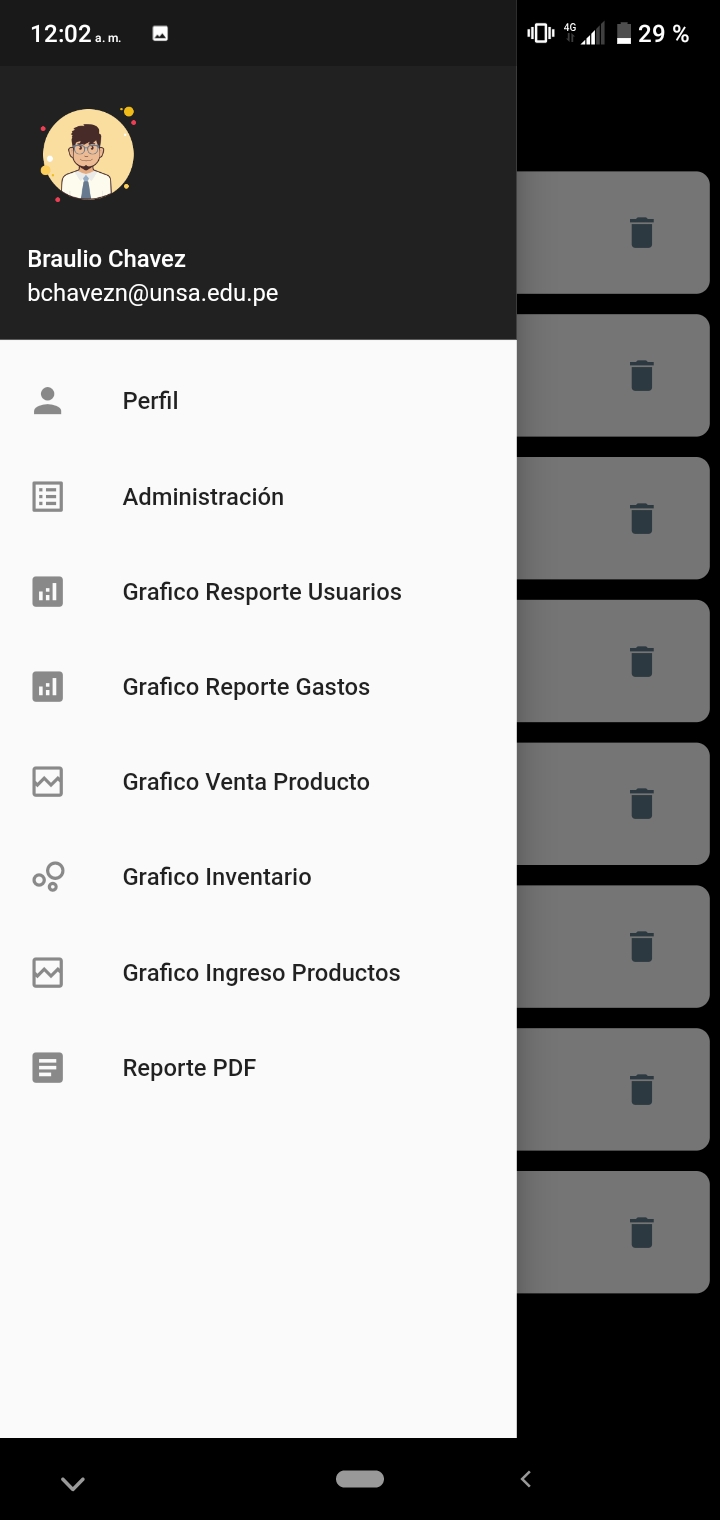 12:02 a. m. 4G 29 %
Braulio Chavez
bchavezn@unsa.edu.pe
Perfil
Administración
Grafico Resporte Usuarios
Grafico Reporte Gastos
Grafico Venta Producto
Grafico Inventario
Grafico Ingreso Productos
Reporte PDF